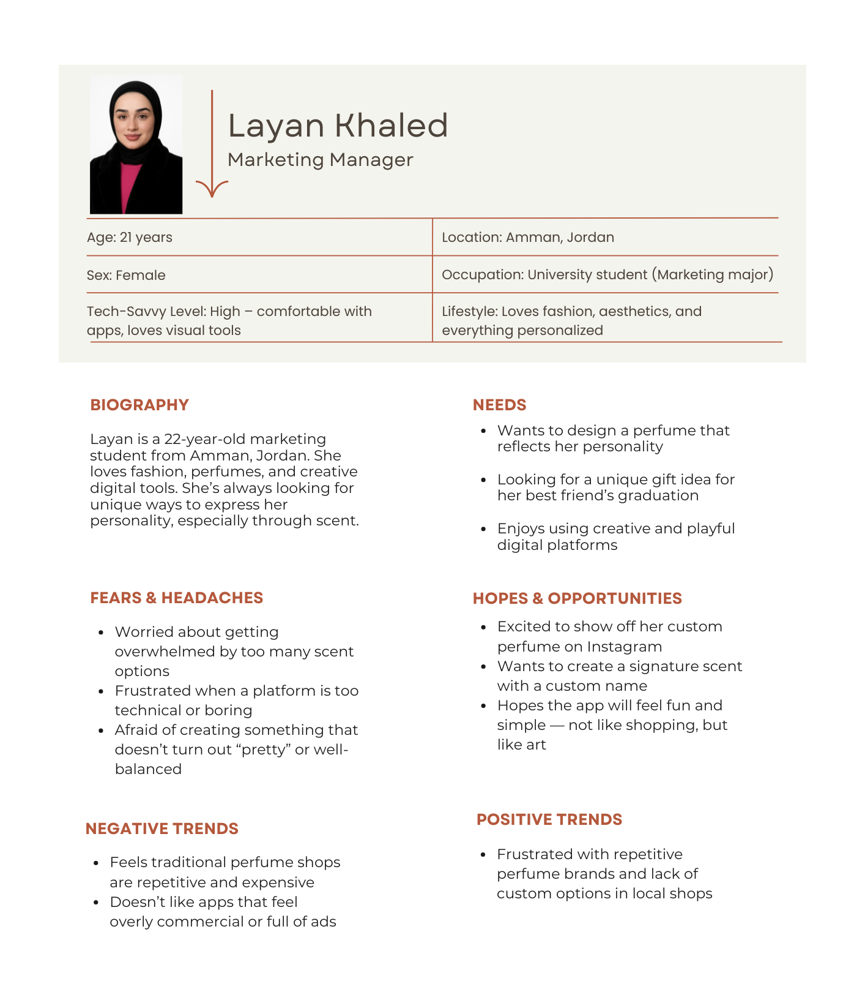 Layan Khaled
Marketing Manager
Age: 21 years
Location: Amman, Jordan
Sex: Female
Occupation: University student (Marketing major)
Tech-Savvy Level: High – comfortable with
apps, loves visual tools
Lifestyle: Loves fashion, aesthetics, and
everything personalized
BIOGRAPHY
Layan is a 22-year-old marketing
student from Amman, Jordan. She
loves fashion, perfumes, and creative
digital tools. She’s always looking for
unique ways to express her
personality, especially through scent.
NEEDS
• Wants to design a perfume that
reflects her personality
• Looking for a unique gift idea for
her best friend’s graduation
• Enjoys using creative and playful
digital platforms
FEARS & HEADACHES
• Worried about getting
overwhelmed by too many scent
options
• Frustrated when a platform is too
technical or boring
• Afraid of creating something that
doesn’t turn out “pretty” or well-
balanced
HOPES & OPPORTUNITIES
• Excited to show off her custom
perfume on Instagram
• Wants to create a signature scent
with a custom name
• Hopes the app will feel fun and
simple — not like shopping, but
like art
NEGATIVE TRENDS
• Feels traditional perfume shops
are repetitive and expensive
• Doesn’t like apps that feel
overly commercial or full of ads
POSITIVE TRENDS
• Frustrated with repetitive
perfume brands and lack of
custom options in local shops